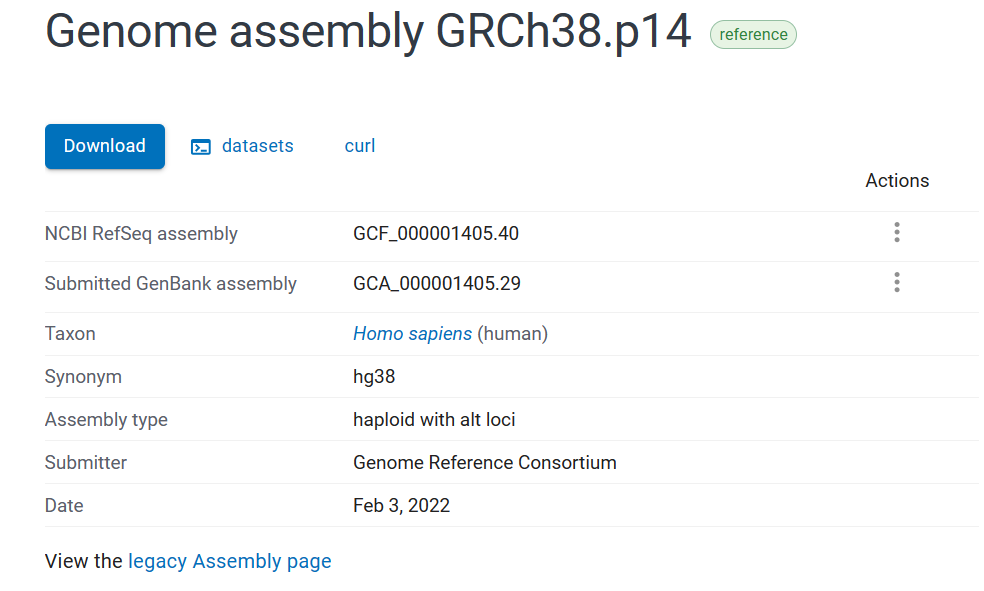 Genome assembly GRCh38.p14 reference
Download datasets curl
Actions
NCBI RefSeq assembly GCF_000001405.40
Submitted GenBank assembly GCA_000001405.29
Taxon Homo sapiens (human)
Synonym hg38
Assembly type haploid with alt loci
Submitter Genome Reference Consortium
Date Feb 3, 2022
View the legacy Assembly page